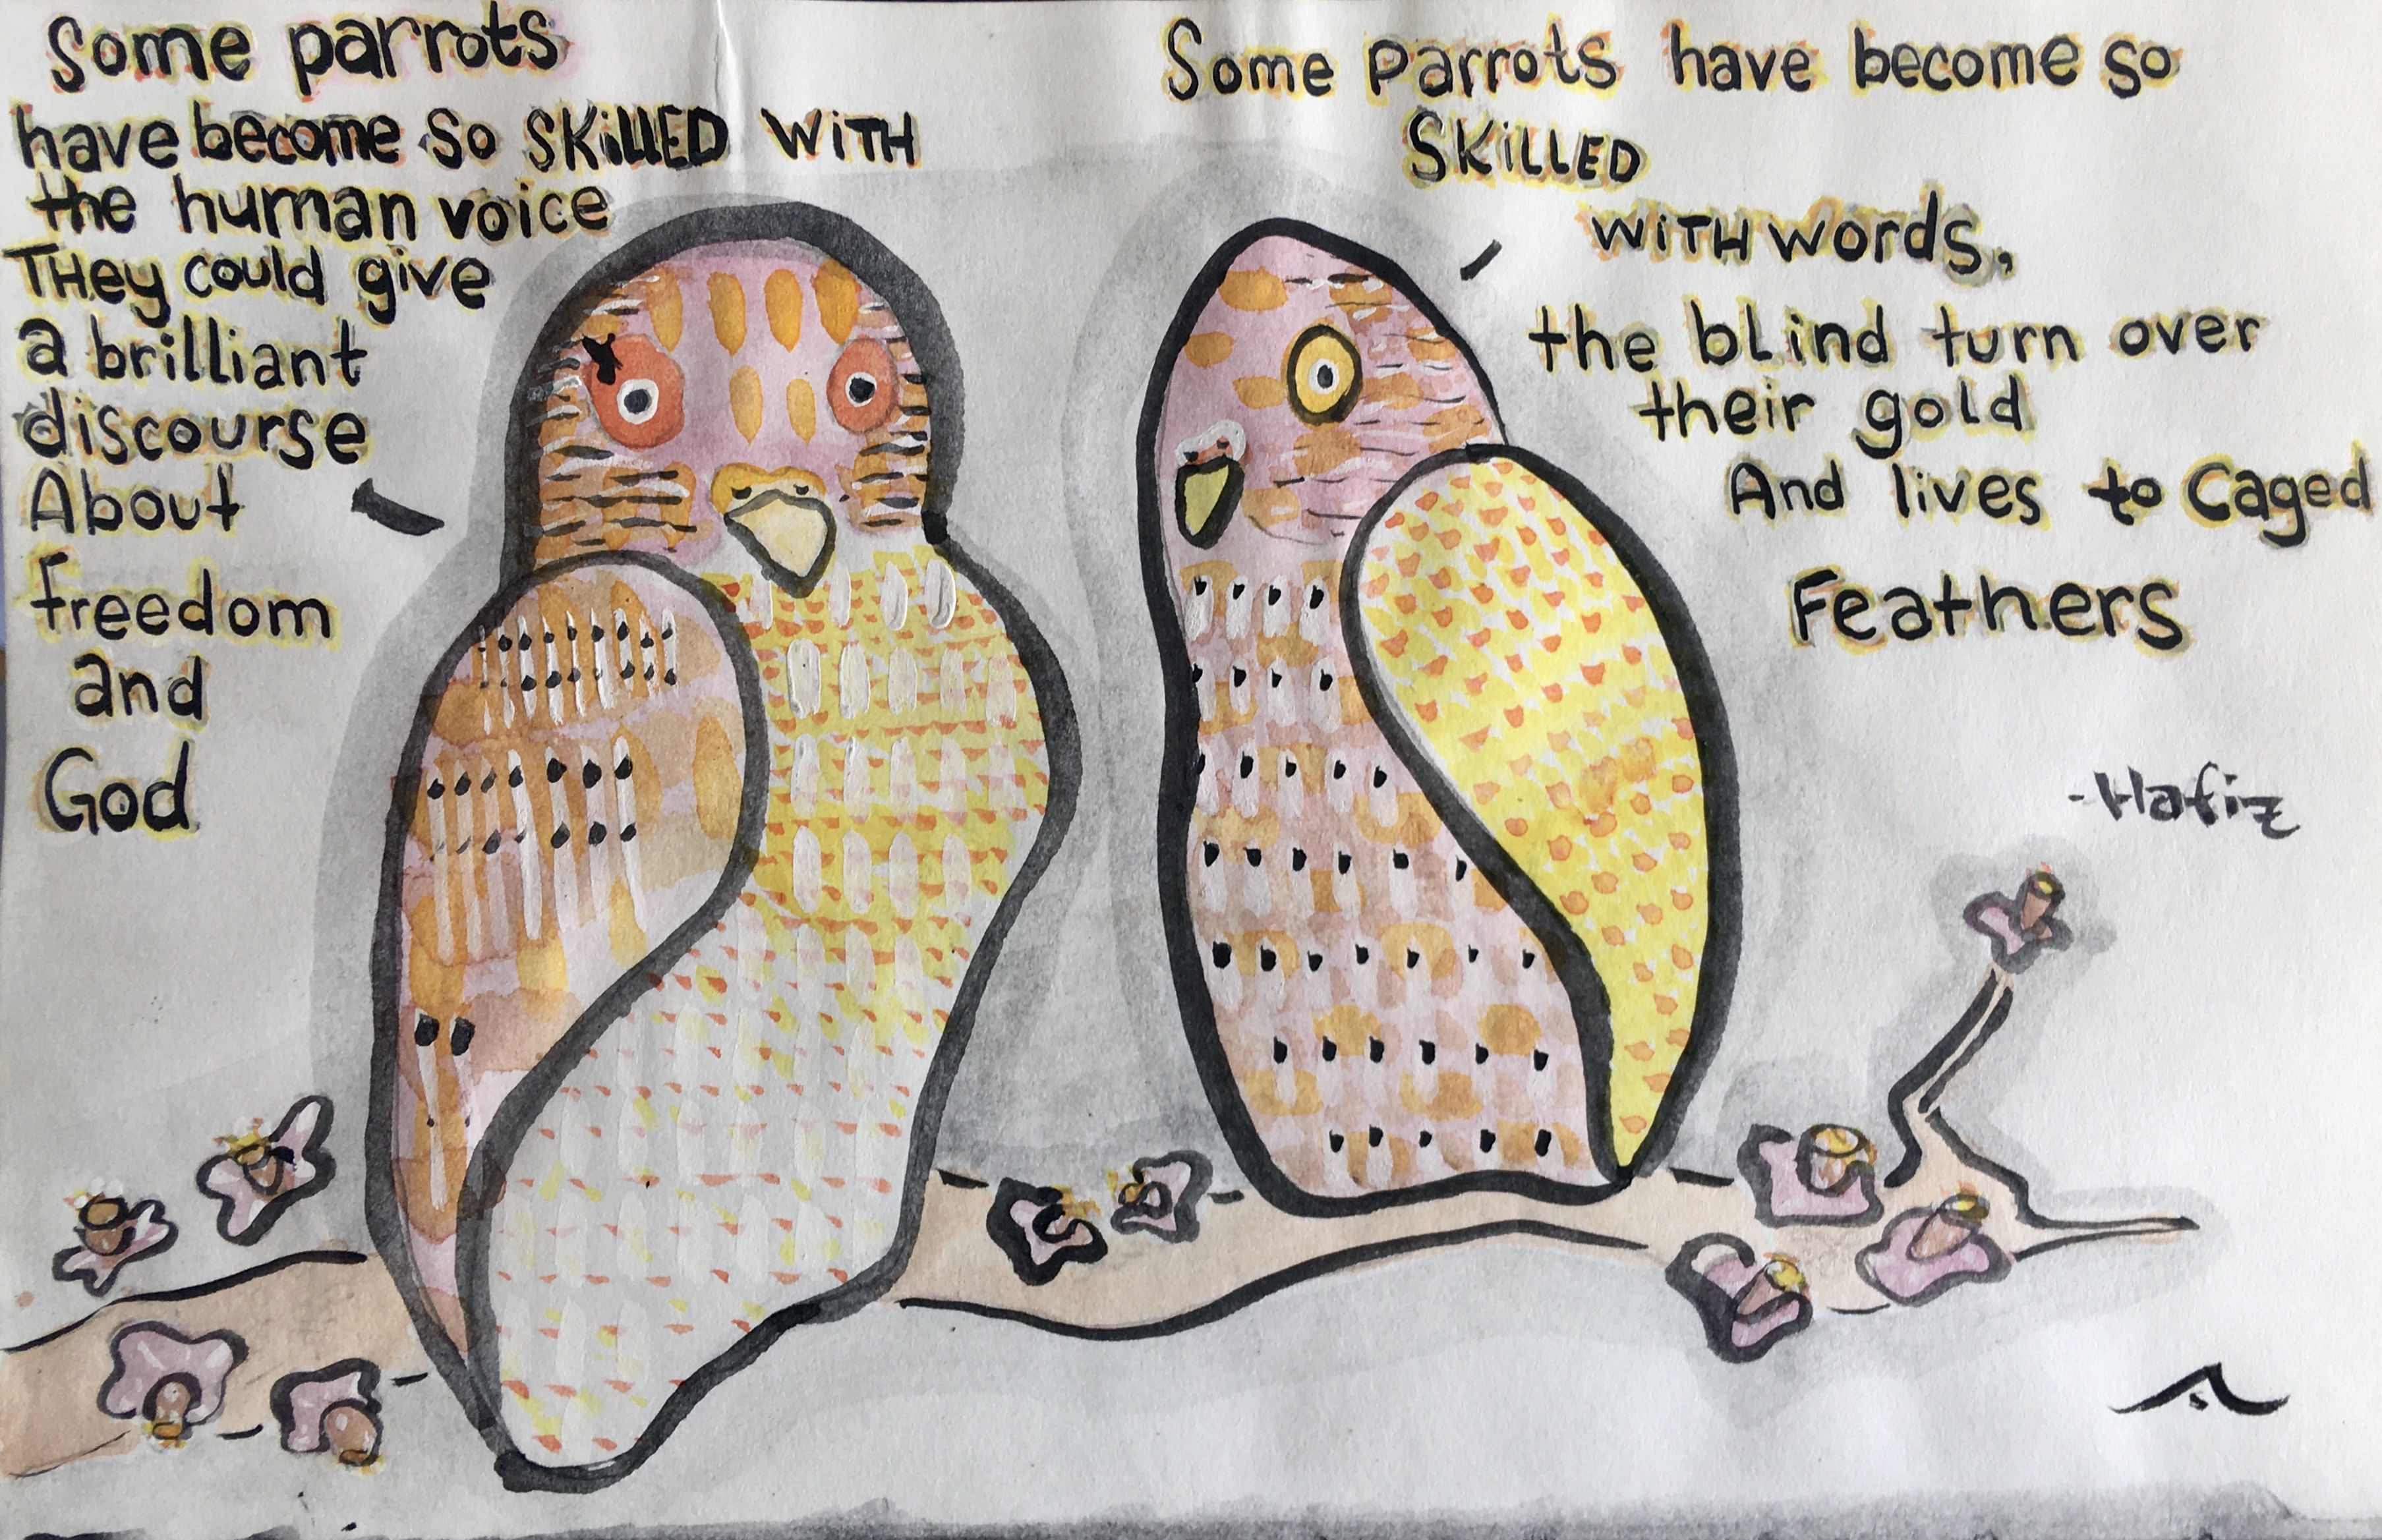 Some parrots
have become so SKiLLED WiTH
the human voice
THey could give
a brilliant
discourse
About
freedom
and
God
Some parrots have become so
SKiLLED
WiTH words,
the blind turn over
their gold
And lives to Caged
Feathers
-Hafiz